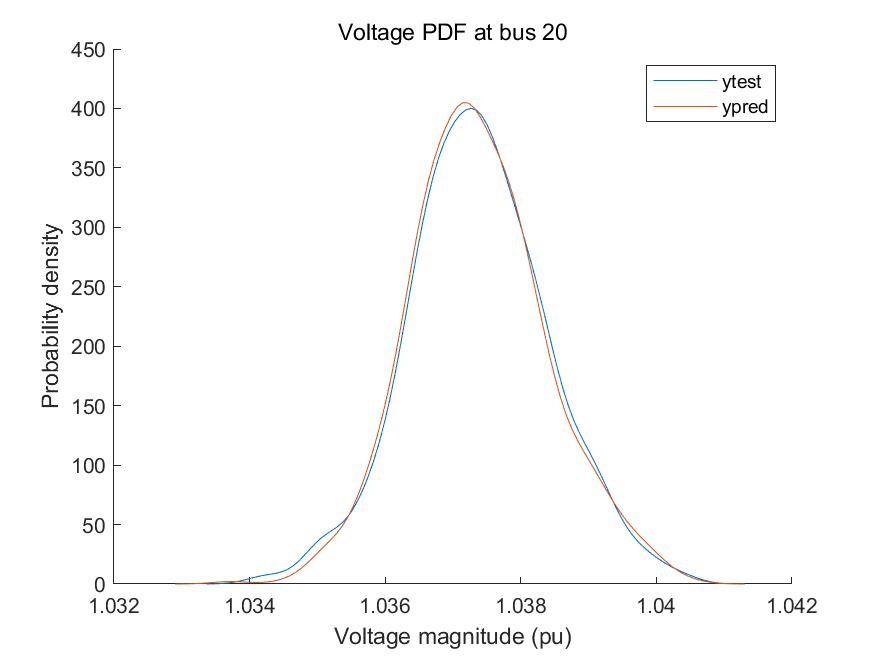 Voltage PDF at bus 20
450
400
350
300
250
200
150
100
50
0
Probability density
ytest
ypred
1.032 1.034 1.036 1.038 1.04 1.042
Voltage magnitude (pu)